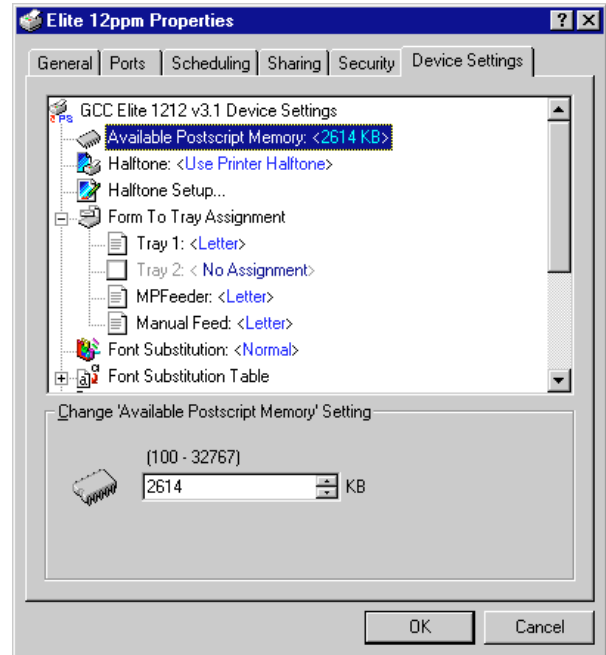 Elite 12ppm Properties
General Ports Scheduling Sharing Security Device Settings
GCC Elite 1212 v3.1 Device Settings
Available Postscript Memory: <2614 KB>
Halftone: <Use Printer Halftone>
Halftone Setup...
Form To Tray Assignment
Tray 1: <Letter>
Tray 2: < No Assignment>
MPFeeder: <Letter>
Manual Feed: <Letter>
Font Substitution: <Normal>
Font Substitution Table
Change 'Available Postscript Memory' Setting
(100 - 32767)
2614 KB
OK Cancel